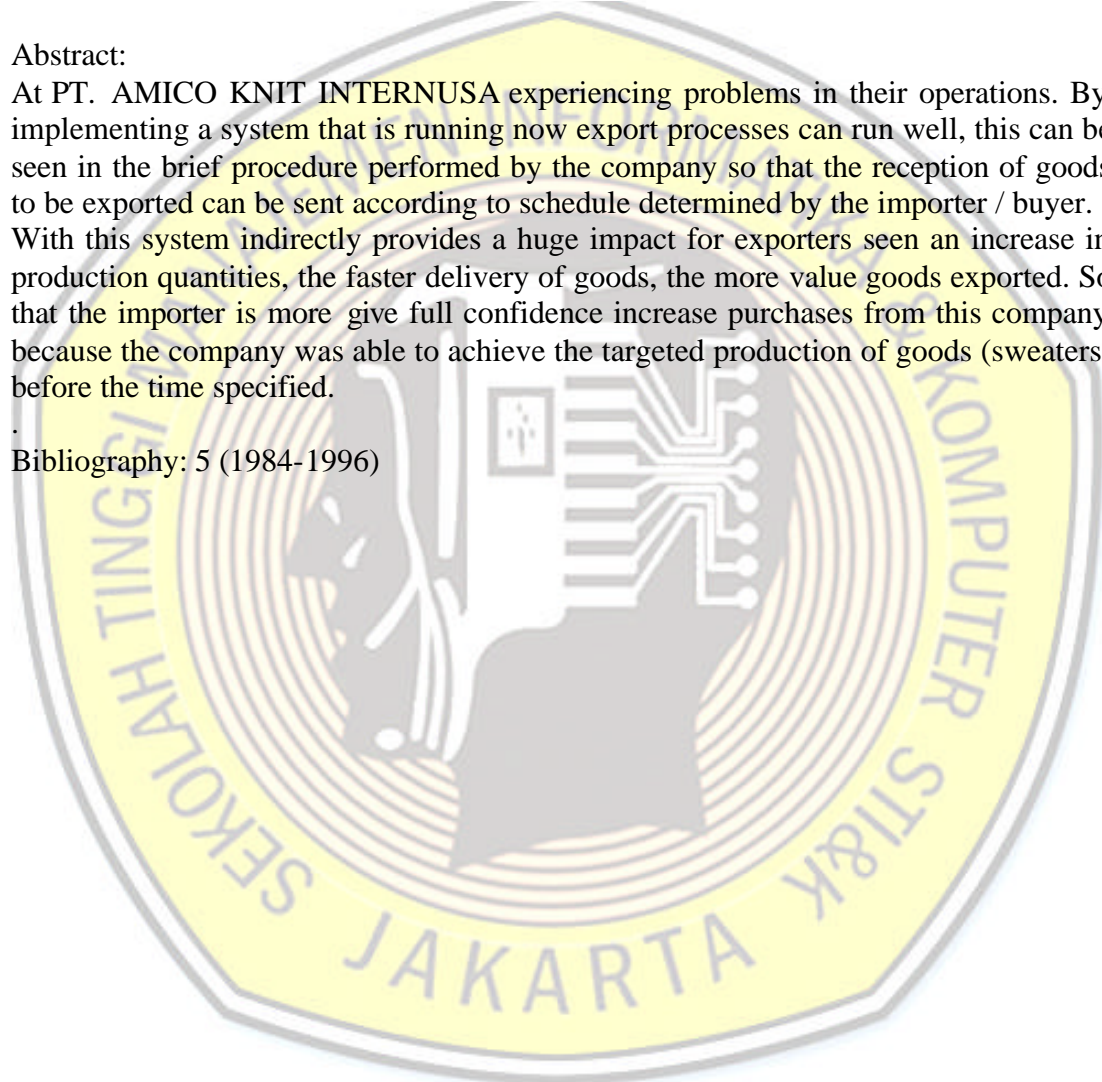 Abstract:
At PT. AMICO KNIT INTERNUSA experiencing problems in their operations. By
implementing a system that is running now export processes can run well, this can be
seen in the brief procedure performed by the company so that the reception of goods
to be exported can be sent according to schedule determined by the importer / buyer.
With this system indirectly provides a huge impact for exporters seen an increase in
production quantities, the faster delivery of goods, the more value goods exported. So
that the importer is more give full confidence increase purchases from this company
because the company was able to achieve the targeted production of goods (sweaters)
before the time specified.
.
Bibliography: 5 (1984-1996)
SEKOLAH TINGGI MANAJEMEN INFORMATIKA & KOMPUTER STI&K
JAKARTA